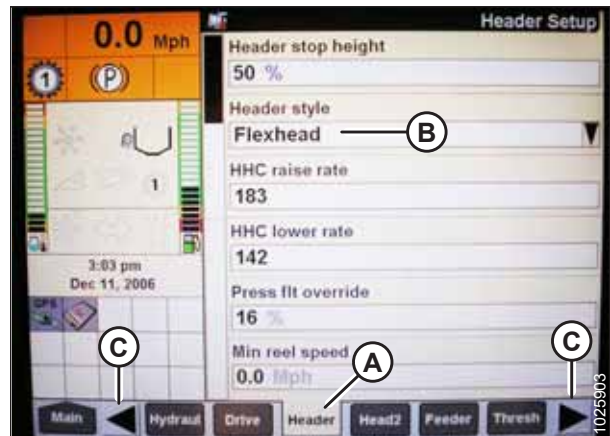 0.0 Mph
Header Setup
1
(P)
Header stop height
50 %
Header style
Flexhead
B
HHC raise rate
183
1
HHC lower rate
142
3:03 pm
Dec 11, 2006
Press flt override
16 %
GPS
Min reel speed
0.0 Mph
A
C
C
Main
Hydraul
Drive
Header
Head2
Feeder
Thresh
1025903